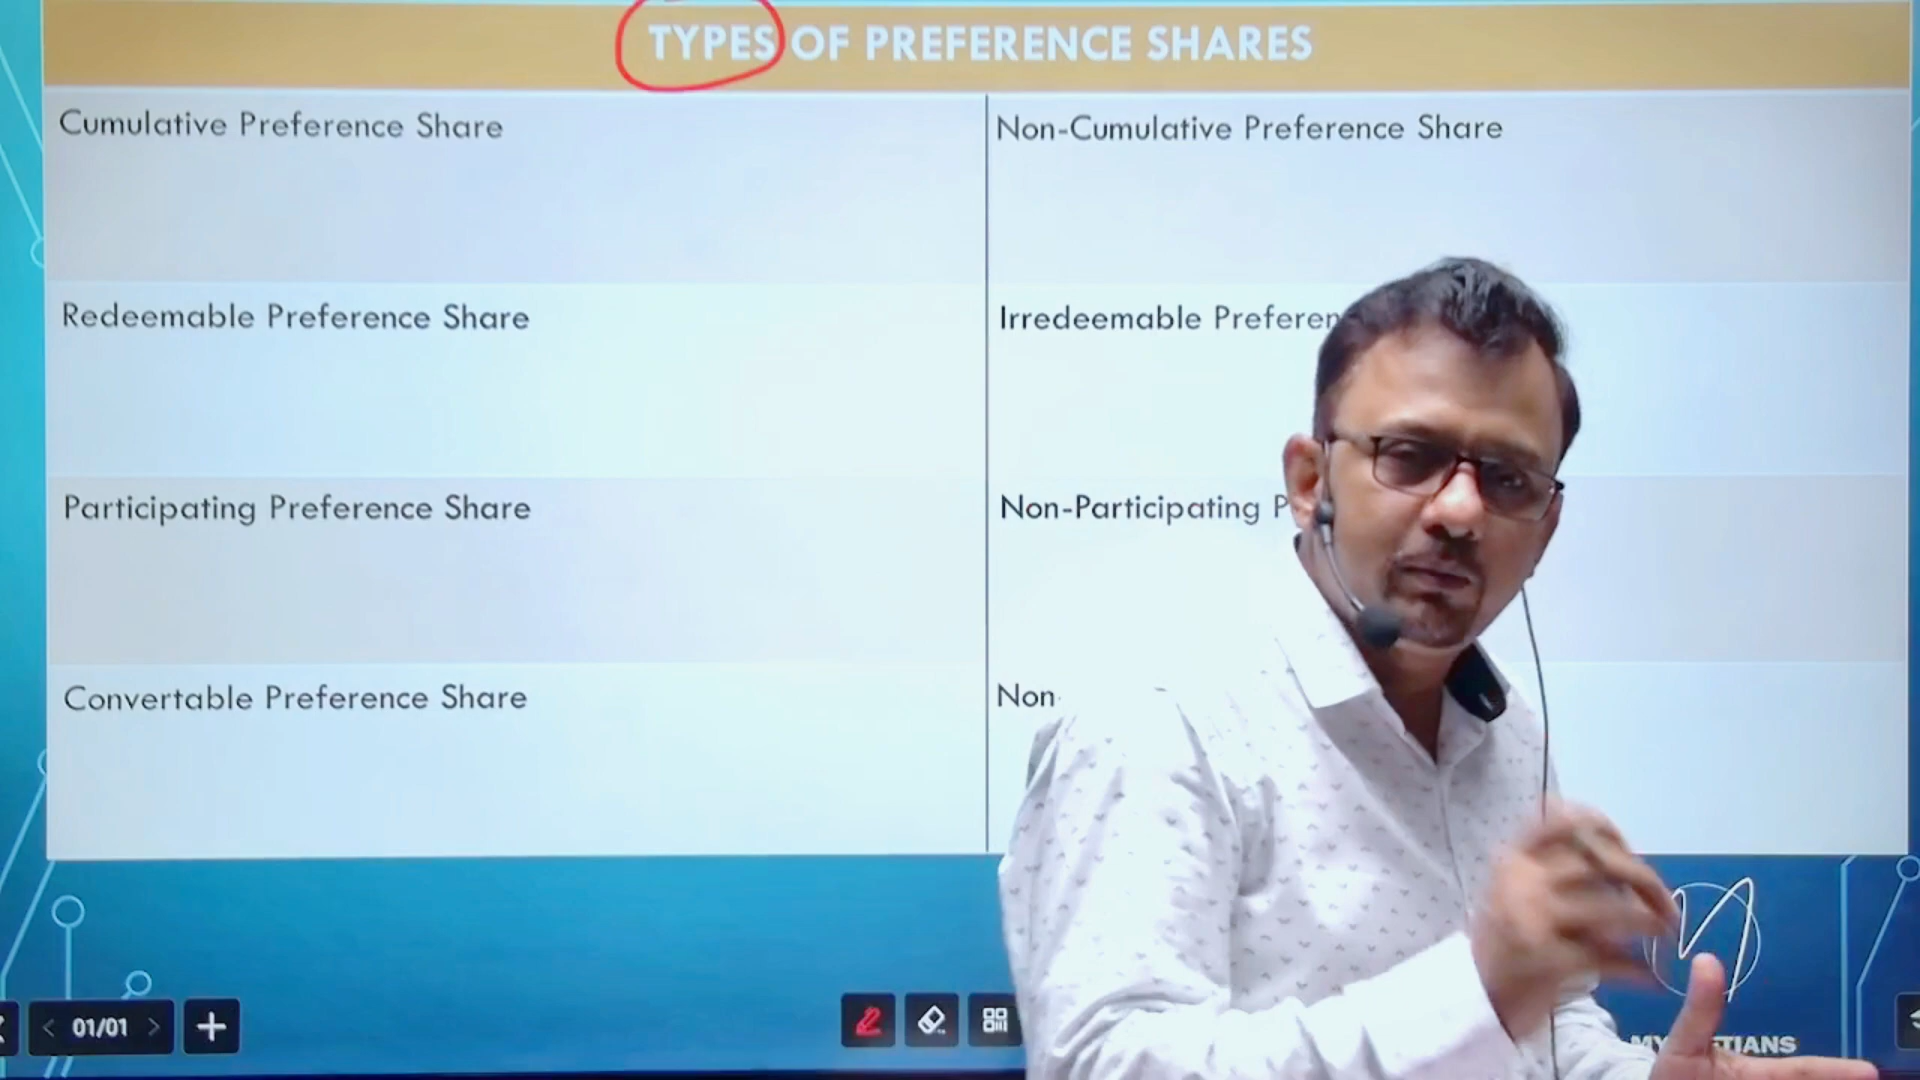 TYPES OF PREFERENCE SHARES
Cumulative Preference Share
Non-Cumulative Preference Share
Redeemable Preference Share
Irredeemable
Participating Preference Share
Non-Participating
Convertable Preference Share
Non-
01/01